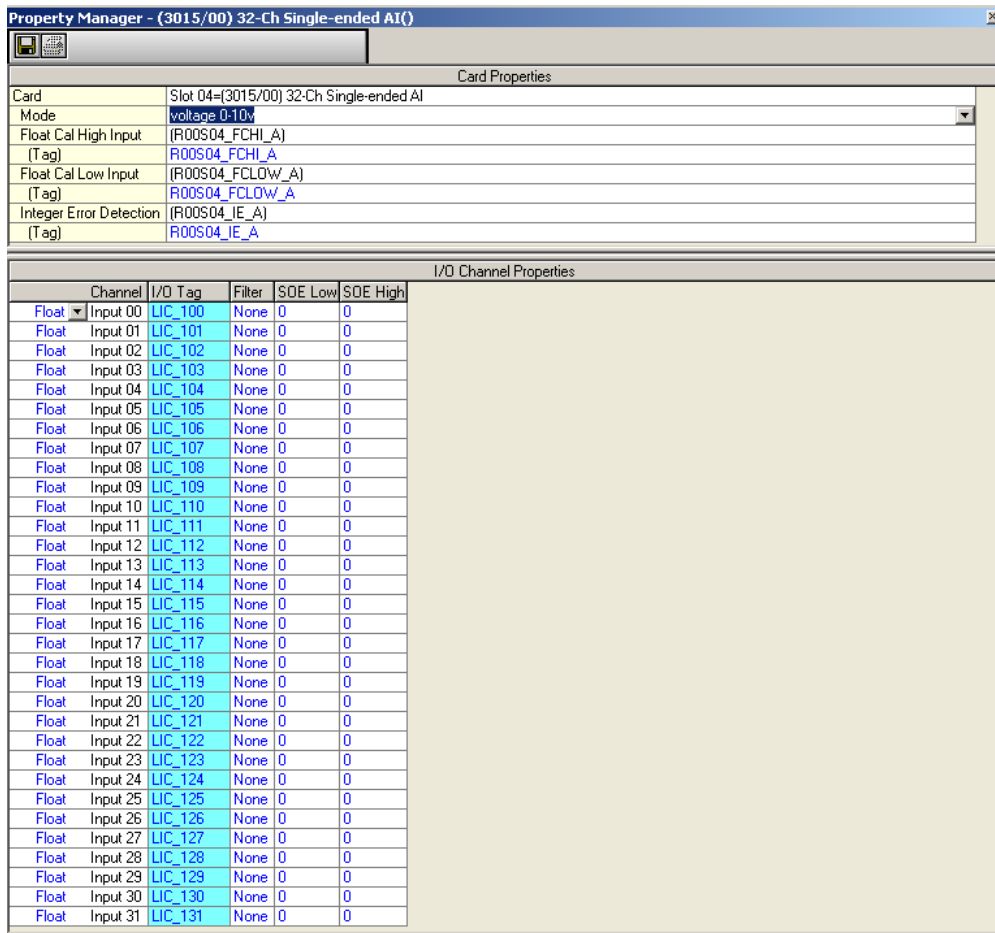 Property Manager - (3015/00) 32-Ch Single-ended AI()
Card Properties
Card Slot 04=(3015/00) 32-Ch Single-ended AI
Mode voltage 0-10v
Float Cal High Input (R00S04_FCHI_A)
(Tag) R00S04_FCHI_A
Float Cal Low Input (R00S04_FCLOW_A)
(Tag) R00S04_FCLOW_A
Integer Error Detection (R00S04_IE_A)
(Tag) R00S04_IE_A
I/O Channel Properties
Channel I/O Tag Filter SOE Low SOE High
Float Input 00 LIC_100 None 0 0
Float Input 01 LIC_101 None 0 0
Float Input 02 LIC_102 None 0 0
Float Input 03 LIC_103 None 0 0
Float Input 04 LIC_104 None 0 0
Float Input 05 LIC_105 None 0 0
Float Input 06 LIC_106 None 0 0
Float Input 07 LIC_107 None 0 0
Float Input 08 LIC_108 None 0 0
Float Input 09 LIC_109 None 0 0
Float Input 10 LIC_110 None 0 0
Float Input 11 LIC_111 None 0 0
Float Input 12 LIC_112 None 0 0
Float Input 13 LIC_113 None 0 0
Float Input 14 LIC_114 None 0 0
Float Input 15 LIC_115 None 0 0
Float Input 16 LIC_116 None 0 0
Float Input 17 LIC_117 None 0 0
Float Input 18 LIC_118 None 0 0
Float Input 19 LIC_119 None 0 0
Float Input 20 LIC_120 None 0 0
Float Input 21 LIC_121 None 0 0
Float Input 22 LIC_122 None 0 0
Float Input 23 LIC_123 None 0 0
Float Input 24 LIC_124 None 0 0
Float Input 25 LIC_125 None 0 0
Float Input 26 LIC_126 None 0 0
Float Input 27 LIC_127 None 0 0
Float Input 28 LIC_128 None 0 0
Float Input 29 LIC_129 None 0 0
Float Input 30 LIC_130 None 0 0
Float Input 31 LIC_131 None 0 0